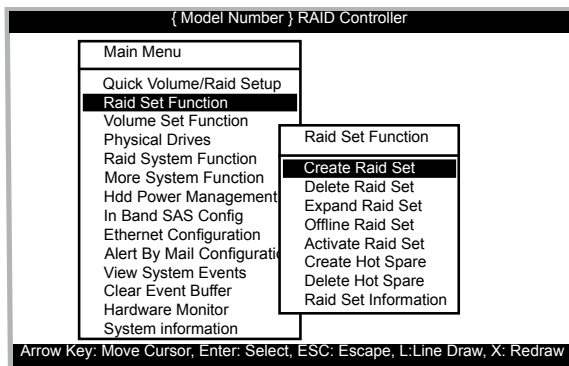 { Model Number } RAID Controller
Main Menu
Quick Volume/Raid Setup
Raid Set Function
Volume Set Function
Physical Drives
Raid System Function
More System Function
Hdd Power Management
In Band SAS Config
Ethernet Configuration
Alert By Mail Configuratio
View System Events
Clear Event Buffer
Hardware Monitor
System information
Raid Set Function
Create Raid Set
Delete Raid Set
Expand Raid Set
Offline Raid Set
Activate Raid Set
Create Hot Spare
Delete Hot Spare
Raid Set Information
Arrow Key: Move Cursor, Enter: Select, ESC: Escape, L:Line Draw, X: Redraw